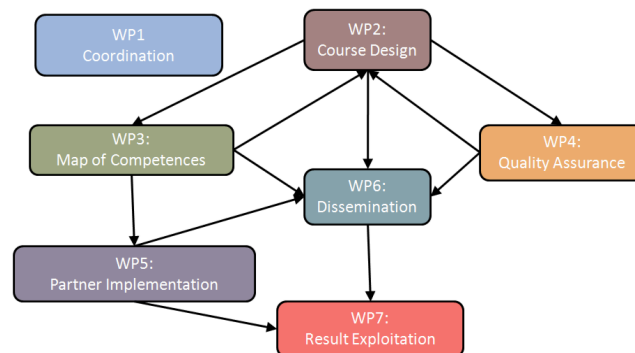 WP1
Coordination
WP2:
Course Design
WP3:
Map of Competences
WP4:
Quality Assurance
WP6:
Dissemination
WP5:
Partner Implementation
WP7:
Result Exploitation